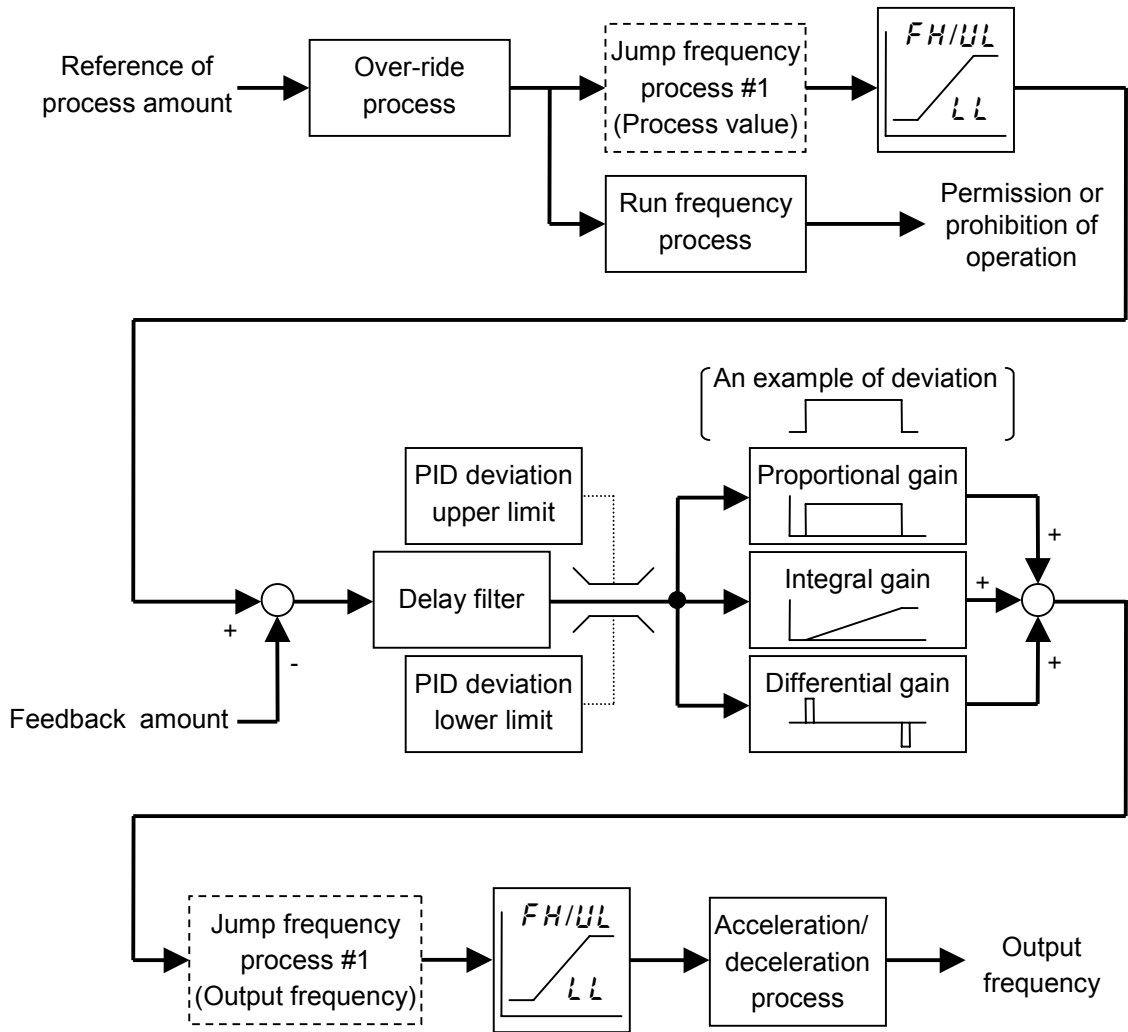 Reference of
process amount
Over-ride
process
Jump frequency
process #1
(Process value)
FH/UL
LL
Run frequency
process
Permission or
prohibition of
operation
An example of deviation
PID deviation
upper limit
Proportional gain
+
Delay filter
Integral gain
+
+
-
PID deviation
lower limit
Differential gain
+
Feedback amount
Jump frequency
process #1
(Output frequency)
FH/UL
LL
Acceleration/
deceleration
process
Output
frequency